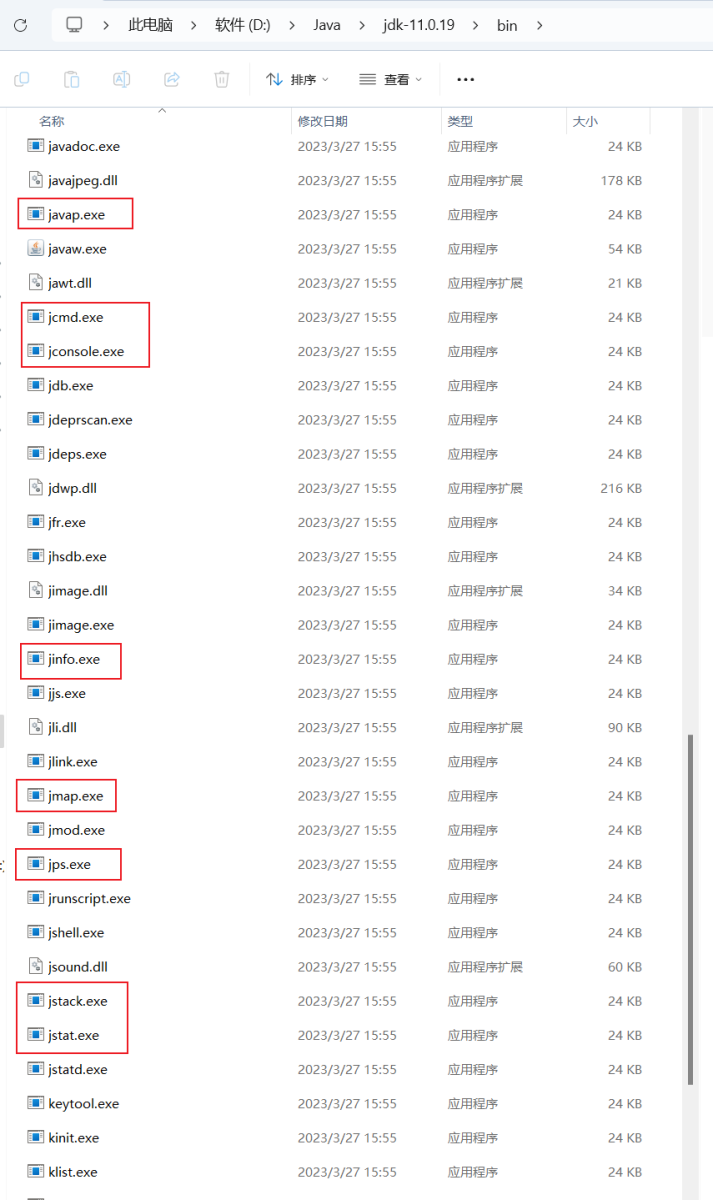 此电脑 > 软件 (D:) > Java > jdk-11.0.19 > bin >
排序 查看 ...
名称 修改日期 类型 大小
javadoc.exe 2023/3/27 15:55 应用程序 24 KB
javajpeg.dll 2023/3/27 15:55 应用程序扩展 178 KB
javap.exe 2023/3/27 15:55 应用程序 24 KB
javaw.exe 2023/3/27 15:55 应用程序 54 KB
jawt.dll 2023/3/27 15:55 应用程序扩展 21 KB
jcmd.exe 2023/3/27 15:55 应用程序 24 KB
jconsole.exe 2023/3/27 15:55 应用程序 24 KB
jdb.exe 2023/3/27 15:55 应用程序 24 KB
jdeprscan.exe 2023/3/27 15:55 应用程序 24 KB
jdeps.exe 2023/3/27 15:55 应用程序 24 KB
jdwp.dll 2023/3/27 15:55 应用程序扩展 216 KB
jfr.exe 2023/3/27 15:55 应用程序 24 KB
jhsdb.exe 2023/3/27 15:55 应用程序 24 KB
jimage.dll 2023/3/27 15:55 应用程序扩展 34 KB
jimage.exe 2023/3/27 15:55 应用程序 24 KB
jinfo.exe 2023/3/27 15:55 应用程序 24 KB
jjs.exe 2023/3/27 15:55 应用程序 24 KB
jli.dll 2023/3/27 15:55 应用程序扩展 90 KB
jlink.exe 2023/3/27 15:55 应用程序 24 KB
jmap.exe 2023/3/27 15:55 应用程序 24 KB
jmod.exe 2023/3/27 15:55 应用程序 24 KB
jps.exe 2023/3/27 15:55 应用程序 24 KB
jrunscript.exe 2023/3/27 15:55 应用程序 24 KB
jshell.exe 2023/3/27 15:55 应用程序 24 KB
jsound.dll 2023/3/27 15:55 应用程序扩展 60 KB
jstack.exe 2023/3/27 15:55 应用程序 24 KB
jstat.exe 2023/3/27 15:55 应用程序 24 KB
jstatd.exe 2023/3/27 15:55 应用程序 24 KB
keytool.exe 2023/3/27 15:55 应用程序 24 KB
kinit.exe 2023/3/27 15:55 应用程序 24 KB
klist.exe 2023/3/27 15:55 应用程序 24 KB